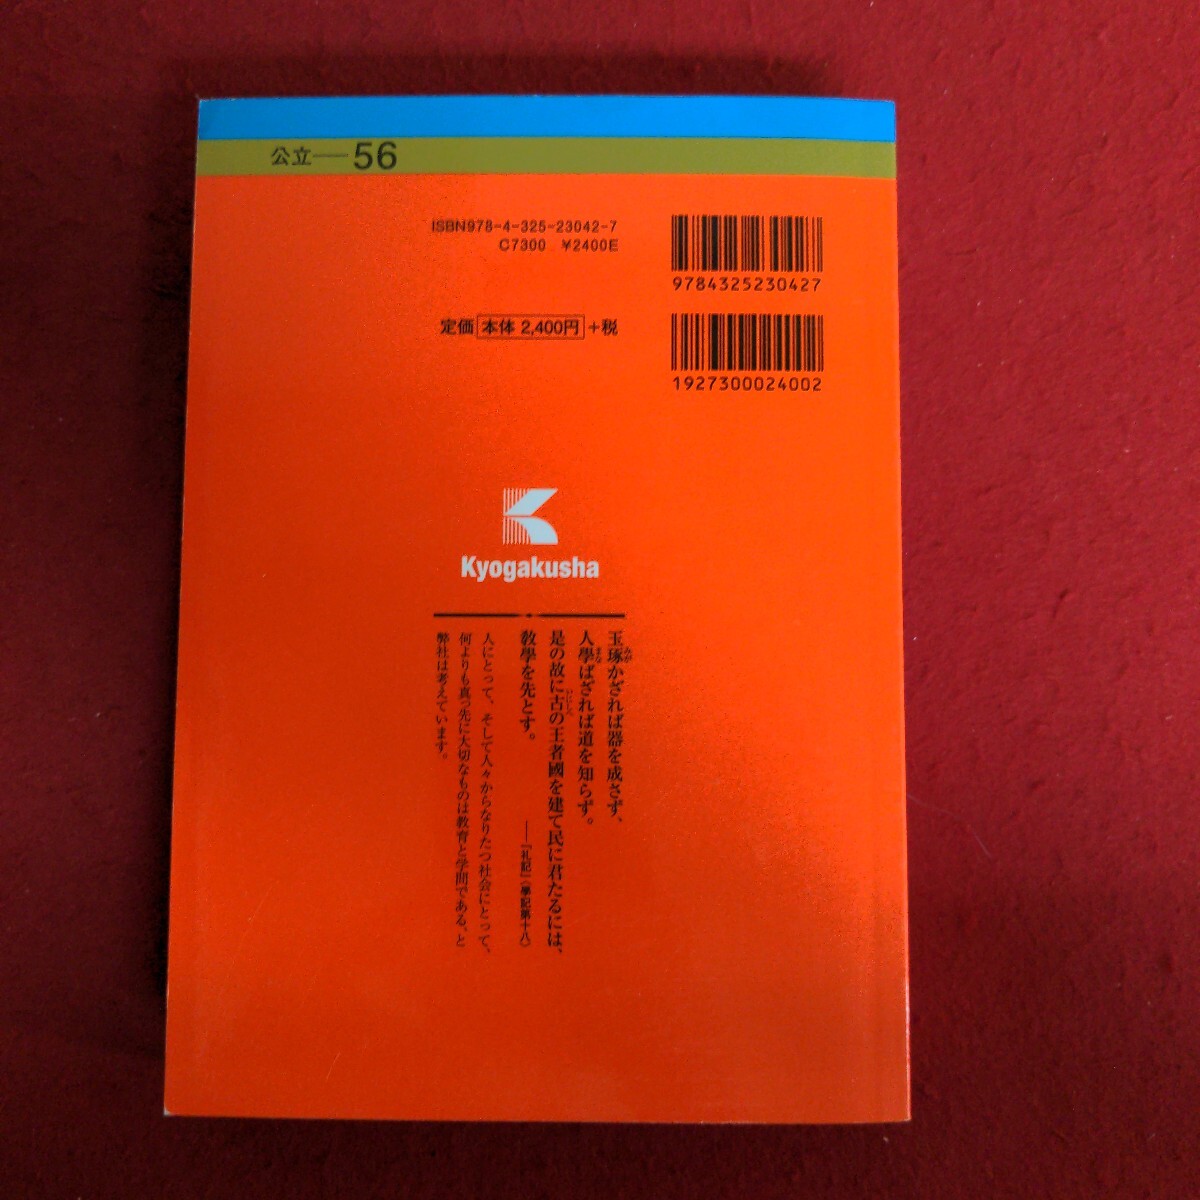 公立—56
ISBN978-4-325-23042-7
C7300 ¥2400E
定価 本体 2,400円 +税
9784325230427
1927300024002
Kyogakusha
玉琢かざれば器を成さず、
人學ばざれば道を知らず。
是の故に古の王者國を建て民に君たるには、
教學を先とす。
—『礼記』(學記第十八)
人にとって、そして人々からなりたつ社会にとって、
何よりも真っ先に大切なものは教育と学問である、と
弊社は考えています。